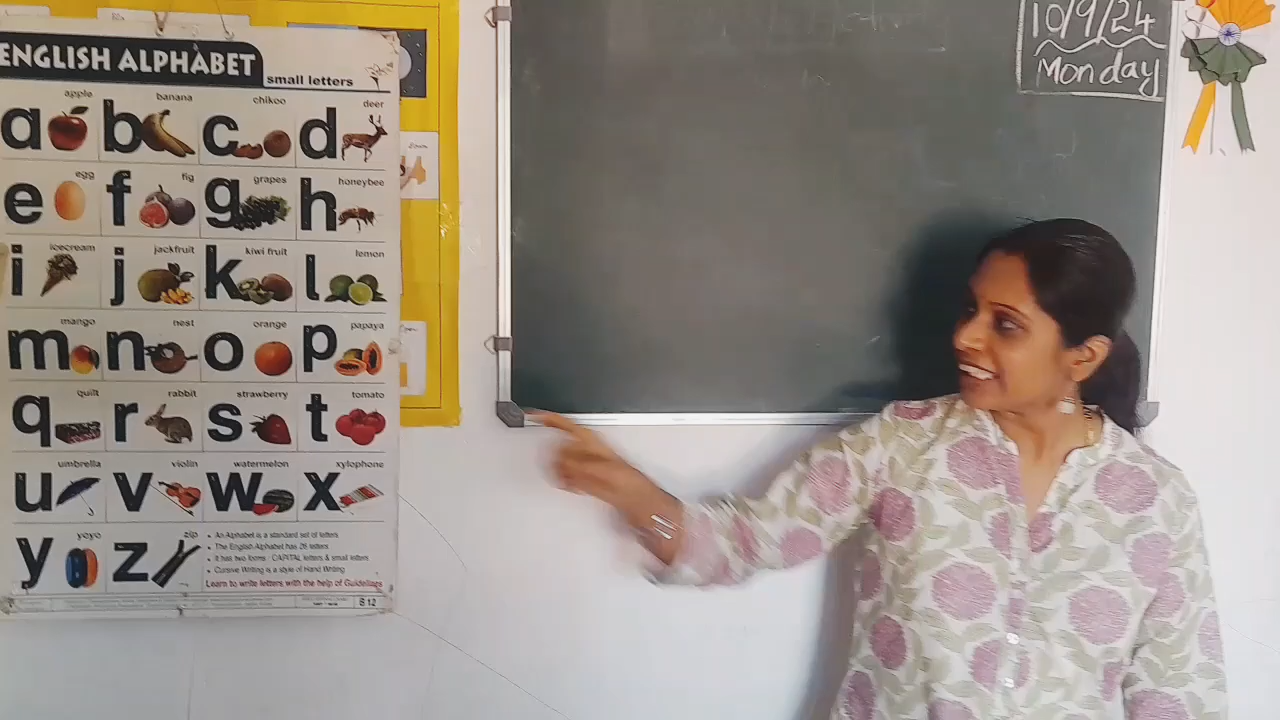 ENGLISH ALPHABET
small letters
apple banana chikoo deer
a b c d
egg fig grapes honeybee
e f g h
icecream jackfruit kiwi fruit lemon
i j k l
mango nest orange papaya
m n o p
quilt rabbit strawberry tomato
q r s t
umbrella violin watermelon xylophone
u v w x
yoyo zip
y z
• An Alphabet is a standard set of letters
• The English Alphabet has 26 letters
• It has two forms : CAPITAL letters & small letters
• Cursive Writing is a style of Hand Writing
Learn to write letters with the help of Guidelines
S 12
10/9/24
Monday